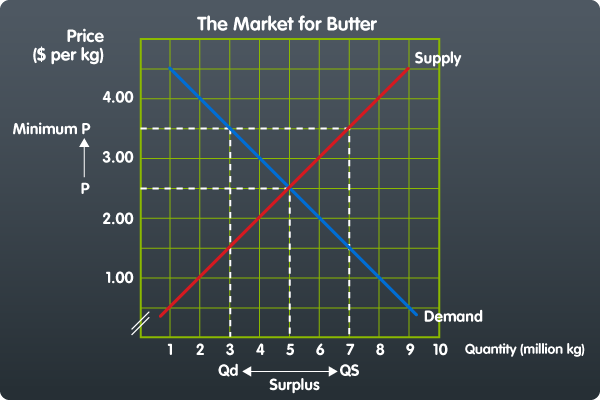 The Market for Butter
Price
($ per kg)
Supply
4.00
Minimum P
3.00
P
2.00
1.00
Demand
1 2 3 4 5 6 7 8 9 10 Quantity (million kg)
Qd QS
Surplus